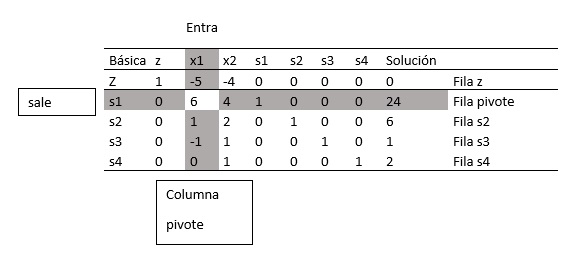 Entra
Básica z x1 x2 s1 s2 s3 s4 Solución
Z 1 -5 -4 0 0 0 0 0 Fila z
sale s1 0 6 4 1 0 0 0 24 Fila pivote
s2 0 1 2 0 1 0 0 6 Fila s2
s3 0 -1 1 0 0 1 0 1 Fila s3
s4 0 0 1 0 0 0 1 2 Fila s4
Columna
pivote